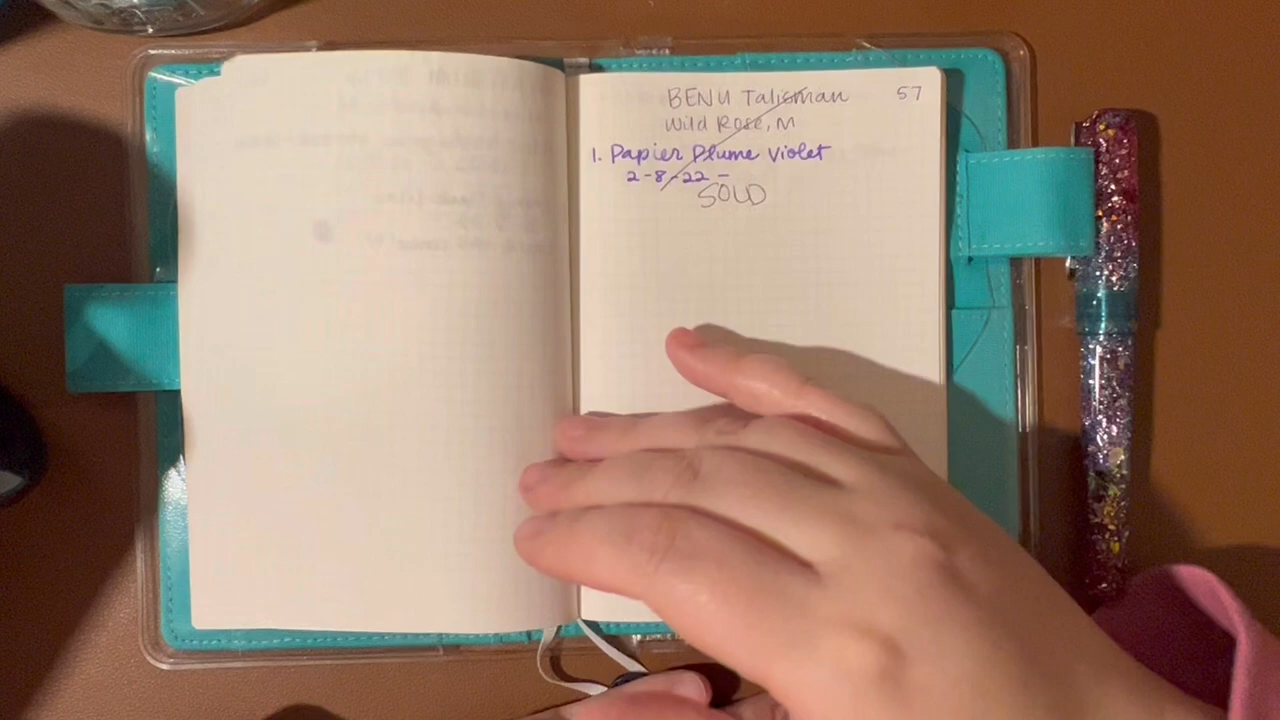 BENU Talisman 57
Wild Rose, M
1. Papier Plume Violet
2-8-22 -
SOLD